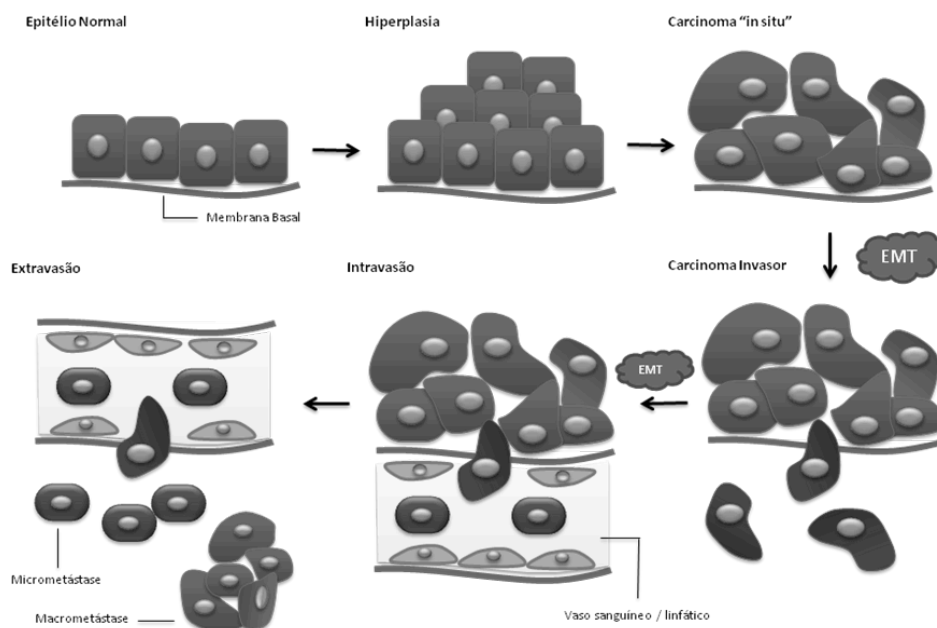 Epitélio Normal
Hiperplasia
Carcinoma “in situ”
Membrana Basal
EMT
Extravasão
Intravasão
Carcinoma Invasor
EMT
Micrometástase
Macrometástase
Vaso sanguíneo / linfático